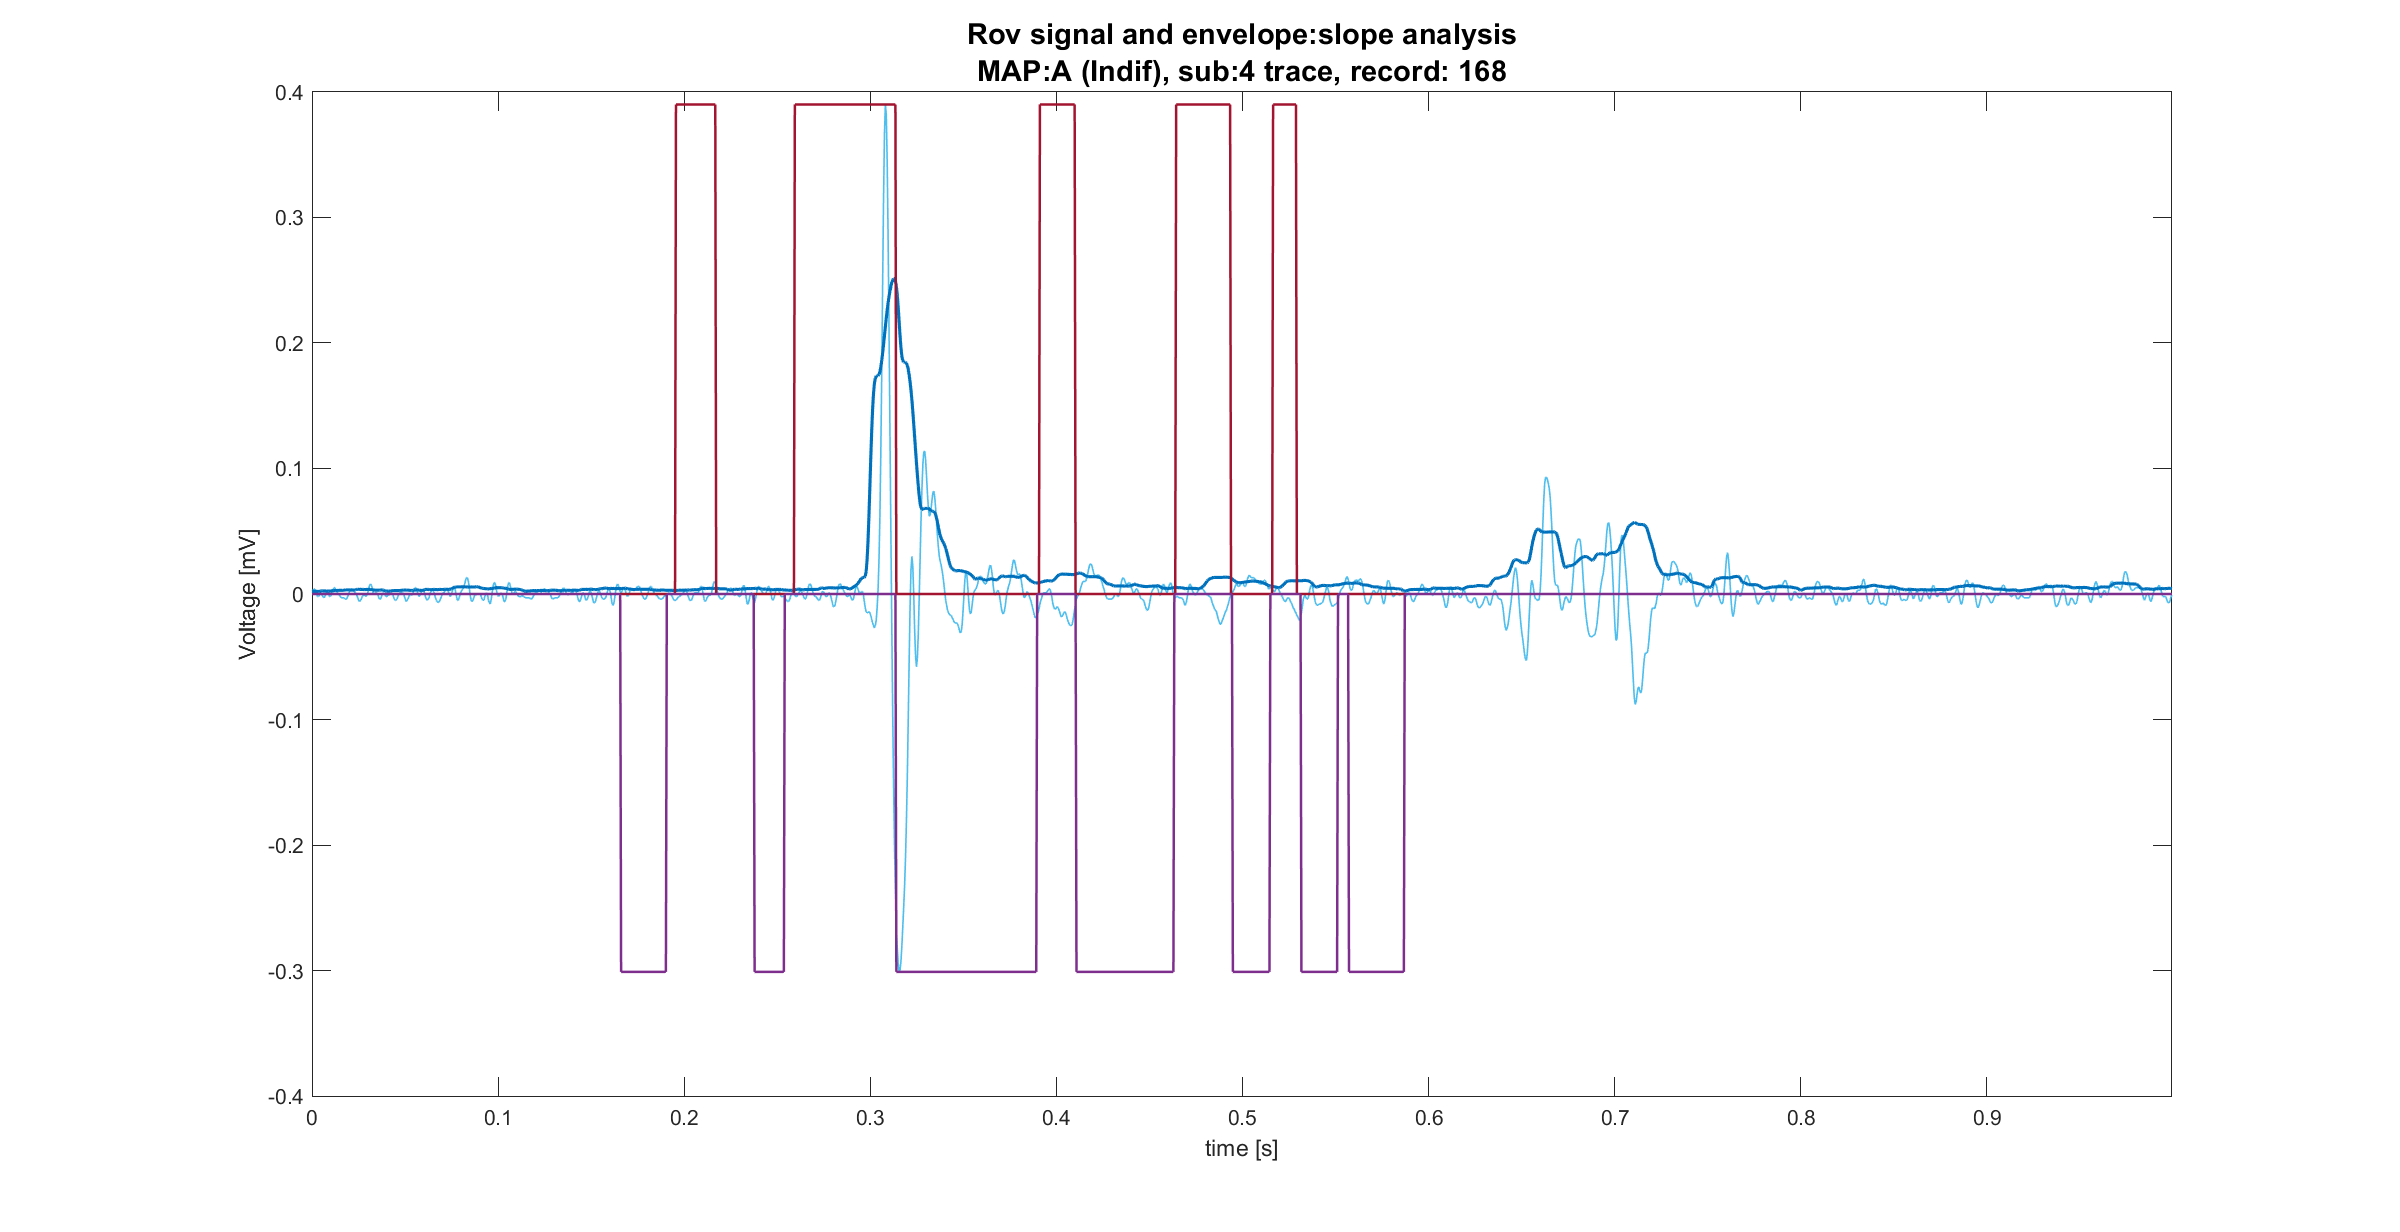 Rov signal and envelope:slope analysis
MAP:A (Indif), sub:4 trace, record: 168
0.4
0.3
0.2
0.1
0
-0.1
-0.2
-0.3
-0.4
Voltage [mV]
0 0.1 0.2 0.3 0.4 0.5 0.6 0.7 0.8 0.9
time [s]